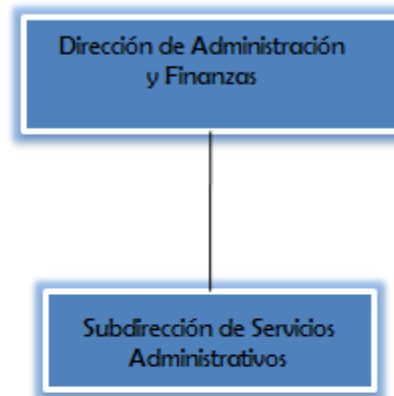 Dirección de Administración
y Finanzas
Subdirección de Servicios
Administrativos